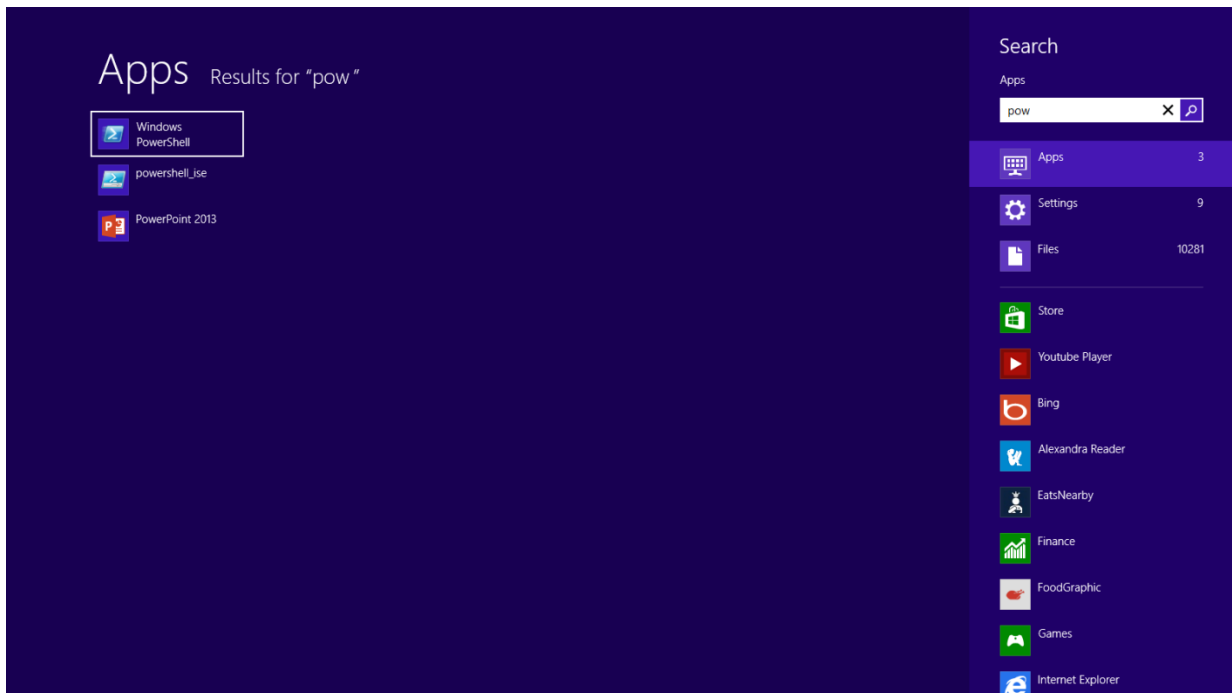 Apps Results for "pow"
Windows
PowerShell
powershell_ise
PowerPoint 2013
Search
Apps
pow
Apps 3
Settings 9
Files 10281
Store
Youtube Player
Bing
Alexandra Reader
EatsNearby
Finance
FoodGraphic
Games
Internet Explorer